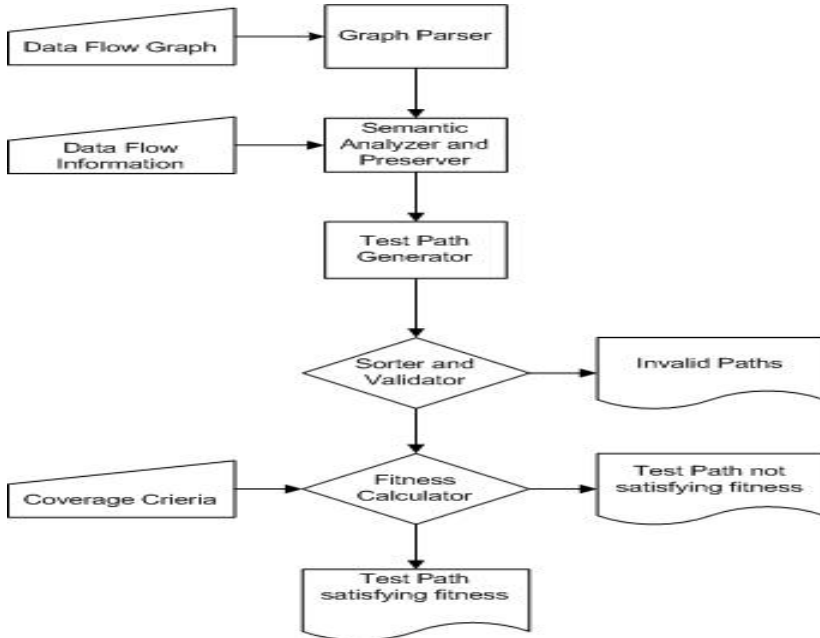 Data Flow Graph
Graph Parser
Data Flow
Information
Semantic
Analyzer and
Preserver
Test Path
Generator
Sorter and
Validator
Invalid Paths
Coverage Crieria
Fitness
Calculator
Test Path not
satisfying fitness
Test Path
satisfying fitness